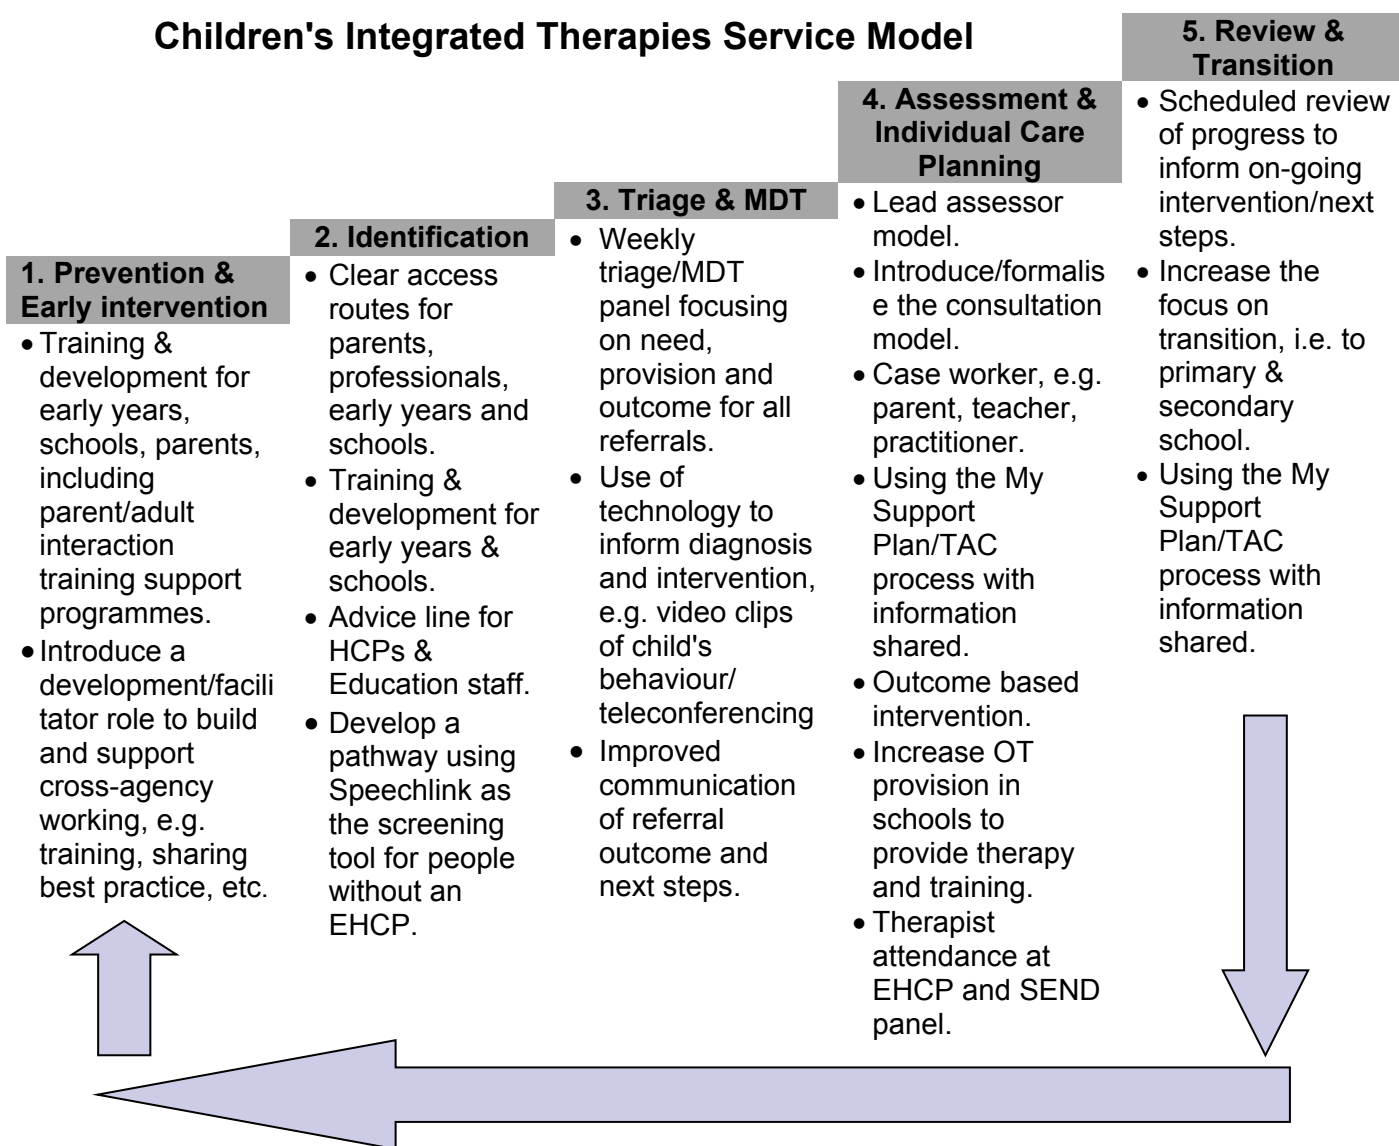 Children's Integrated Therapies Service Model
1. Prevention &
Early intervention
• Training &
development for
early years,
schools, parents,
including
parent/adult
interaction
training support
programmes.
• Introduce a
development/facili
tator role to build
and support
cross-agency
working, e.g.
training, sharing
best practice, etc.
2. Identification
• Clear access
routes for
parents,
professionals,
early years and
schools.
• Training &
development for
early years &
schools.
• Advice line for
HCPs &
Education staff.
• Develop a
pathway using
Speechlink as
the screening
tool for people
without an
EHCP.
3. Triage & MDT
• Weekly
triage/MDT
panel focusing
on need,
provision and
outcome for all
referrals.
• Use of
technology to
inform diagnosis
and intervention,
e.g. video clips
of child's
behaviour/
teleconferencing
• Improved
communication
of referral
outcome and
next steps.
4. Assessment &
Individual Care
Planning
• Lead assessor
model.
• Introduce/formalis
e the consultation
model.
• Case worker, e.g.
parent, teacher,
practitioner.
• Using the My
Support
Plan/TAC
process with
information
shared.
• Outcome based
intervention.
• Increase OT
provision in
schools to
provide therapy
and training.
• Therapist
attendance at
EHCP and SEND
panel.
5. Review &
Transition
• Scheduled review
of progress to
inform on-going
intervention/next
steps.
• Increase the
focus on
transition, i.e. to
primary &
secondary
school.
• Using the My
Support
Plan/TAC
process with
information
shared.